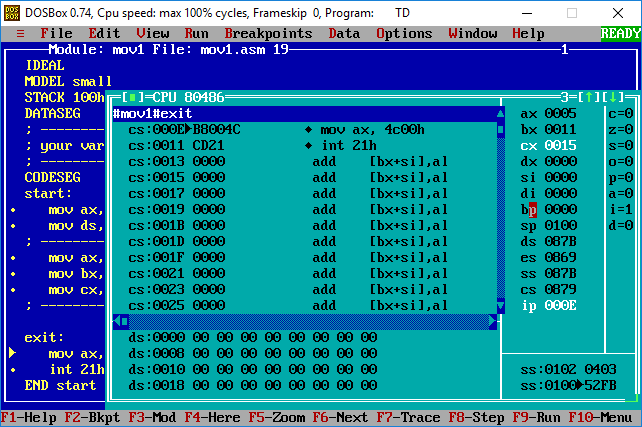 DOSBox 0.74, Cpu speed: max 100% cycles, Frameskip 0, Program: TD
≡ File Edit View Run Breakpoints Data Options Window Help READY
Module: mov1 File: mov1.asm 19 1
IDEAL
MODEL small
STACK 100h
DATASEG
; --------
; your var
; --------
CODESEG
start:
mov ax,
mov ds,
; --------
mov ax,
mov bx,
mov cx,
; --------
exit:
mov ax,
int 21h
END start
[■]=CPU 80486 3=[↑][↓]
#mov1#exit
cs:000E►B8004C ♦ mov ax, 4c00h
cs:0011 CD21 ♦ int 21h
cs:0013 0000 add [bx+si],al
cs:0015 0000 add [bx+si],al
cs:0017 0000 add [bx+si],al
cs:0019 0000 add [bx+si],al
cs:001B 0000 add [bx+si],al
cs:001D 0000 add [bx+si],al
cs:001F 0000 add [bx+si],al
cs:0021 0000 add [bx+si],al
cs:0023 0000 add [bx+si],al
cs:0025 0000 add [bx+si],al
ax 0005 c=0
bx 0011 z=0
cx 0015 s=0
dx 0000 o=0
si 0000 p=0
di 0000 a=0
bp 0000 i=1
sp 0100 d=0
ds 087B
es 0869
ss 087B
cs 0879
ip 000E
ds:0000 00 00 00 00 00 00 00 00
ds:0008 00 00 00 00 00 00 00 00
ds:0010 00 00 00 00 00 00 00 00
ds:0018 00 00 00 00 00 00 00 00
ss:0102 0403
ss:0100►52FB
F1-Help F2-Bkpt F3-Mod F4-Here F5-Zoom F6-Next F7-Trace F8-Step F9-Run F10-Menu